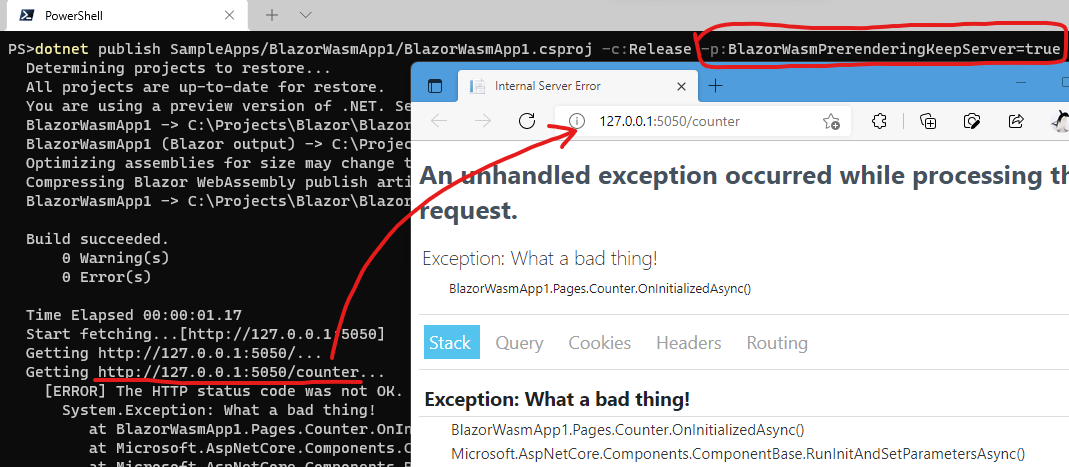 PowerShell
PS>dotnet publish SampleApps/BlazorWasmApp1/BlazorWasmApp1.csproj -c:Release -p:BlazorWasmPrerenderingKeepServer=true
Determining projects to restore...
All projects are up-to-date for restore.
You are using a preview version of .NET. Se
BlazorWasmApp1 -> C:\Projects\Blazor\Blazor
BlazorWasmApp1 (Blazor output) -> C:\Projec
Optimizing assemblies for size may change t
Compressing Blazor WebAssembly publish arti
BlazorWasmApp1 -> C:\Projects\Blazor\Blazor
Build succeeded.
0 Warning(s)
0 Error(s)
Time Elapsed 00:00:01.17
Start fetching...[http://127.0.0.1:5050]
Getting http://127.0.0.1:5050/...
Getting http://127.0.0.1:5050/counter...
[ERROR] The HTTP status code was not OK.
System.Exception: What a bad thing!
at BlazorWasmApp1.Pages.Counter.OnIn
at Microsoft.AspNetCore.Components.C
at Microsoft.AspNetCore.Components.
Internal Server Error
127.0.0.1:5050/counter
An unhandled exception occurred while processing th
request.
Exception: What a bad thing!
BlazorWasmApp1.Pages.Counter.OnInitializedAsync()
Stack Query Cookies Headers Routing
Exception: What a bad thing!
BlazorWasmApp1.Pages.Counter.OnInitializedAsync()
Microsoft.AspNetCore.Components.ComponentBase.RunInitAndSetParametersAsync()